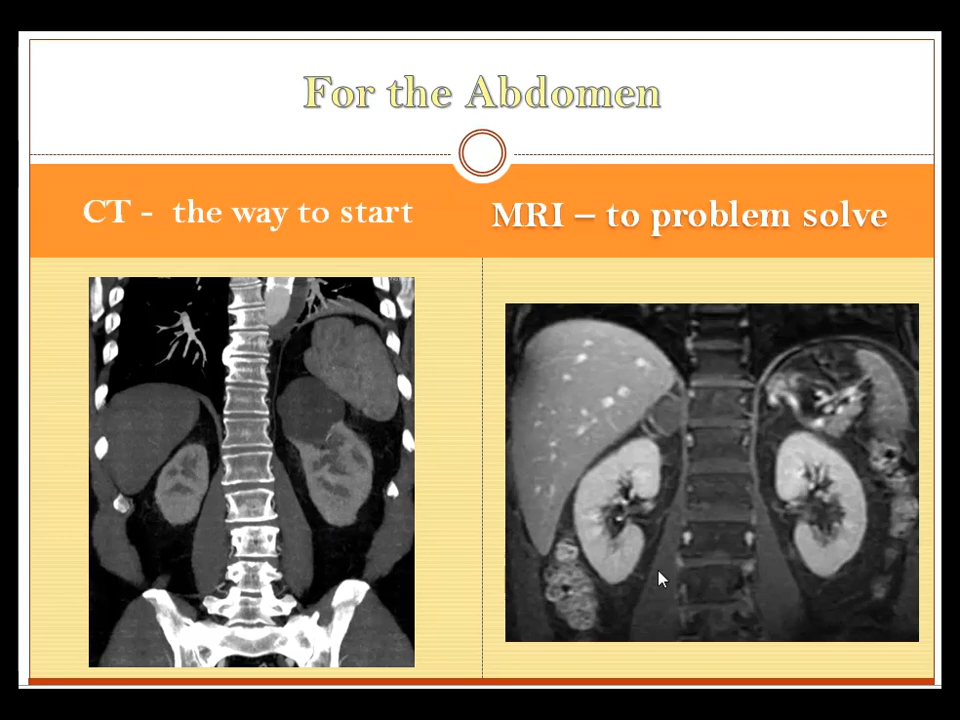 For the Abdomen
CT - the way to start
MRI – to problem solve